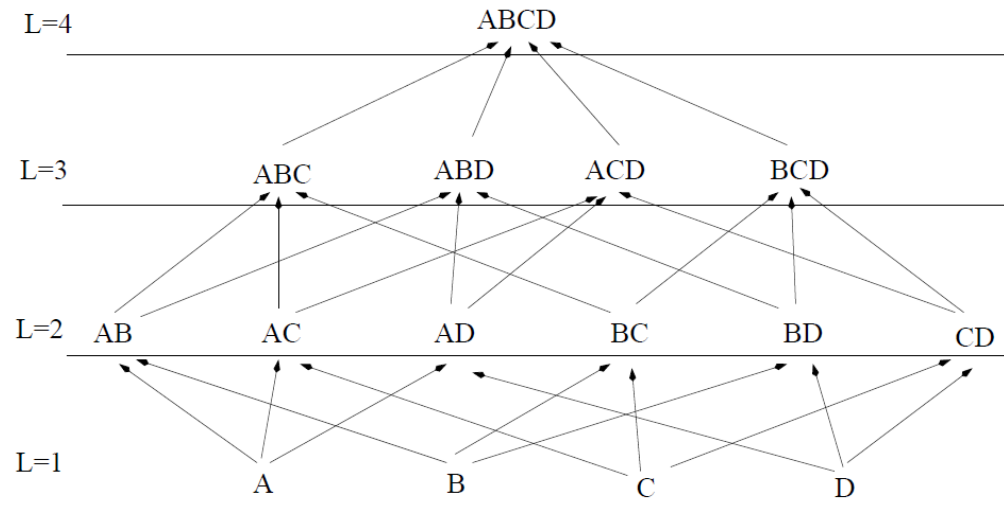 L=4 ABCD
L=3 ABC ABD ACD BCD
L=2 AB AC AD BC BD CD
L=1 A B C D